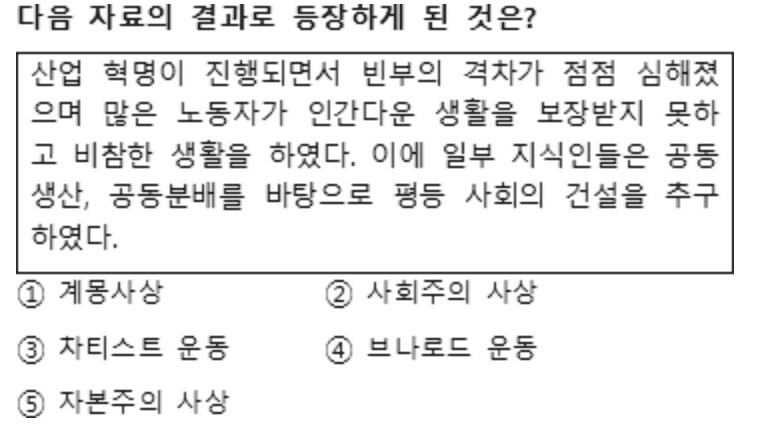 다음 자료의 결과로 등장하게 된 것은?
산업 혁명이 진행되면서 빈부의 격차가 점점 심해졌
으며 많은 노동자가 인간다운 생활을 보장받지 못하
고 비참한 생활을 하였다. 이에 일부 지식인들은 공동
생산, 공동분배를 바탕으로 평등 사회의 건설을 추구
하였다.
① 계몽사상 ② 사회주의 사상
③ 차티스트 운동 ④ 브나로드 운동
⑤ 자본주의 사상